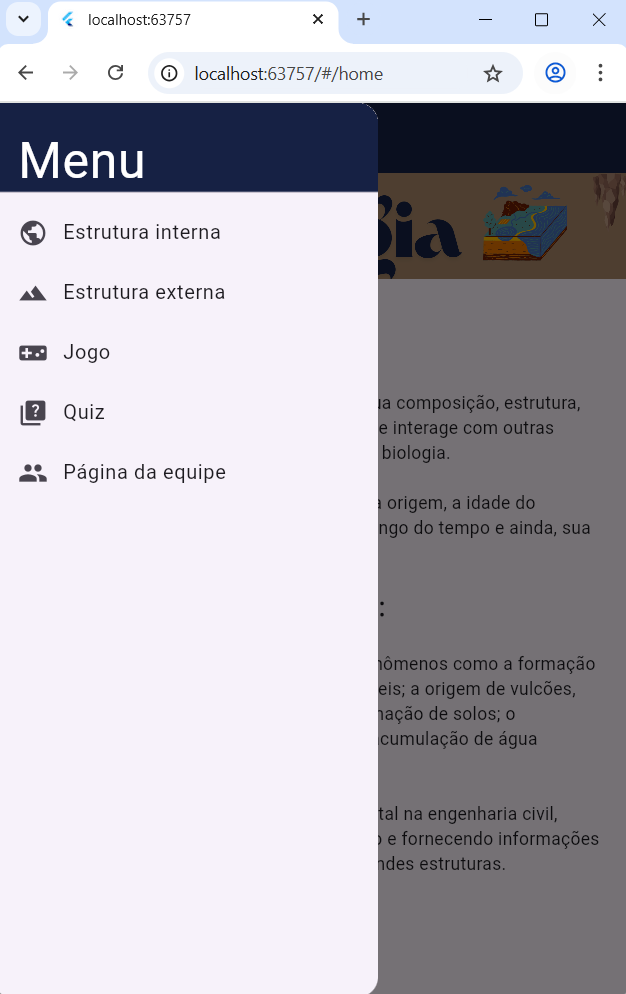 localhost:63757
localhost:63757/#/home
Menu
Estrutura interna
Estrutura externa
Jogo
Quiz
Página da equipe
gia
ua composição, estrutura,
e interage com outras
biologia.
a origem, a idade do
ngo do tempo e ainda, sua
:
nômenos como a formação
eis; a origem de vulcões,
mação de solos; o
acumulação de água
tal na engenharia civil,
o e fornecendo informações
ndes estruturas.